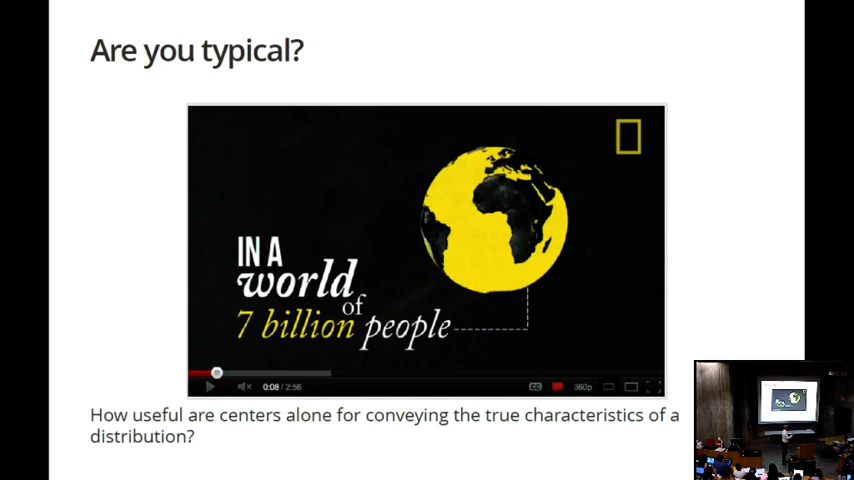 Are you typical?
IN A
world
of
7 billion people
0:08 / 2:56
CC
360p
How useful are centers alone for conveying the true characteristics of a
distribution?